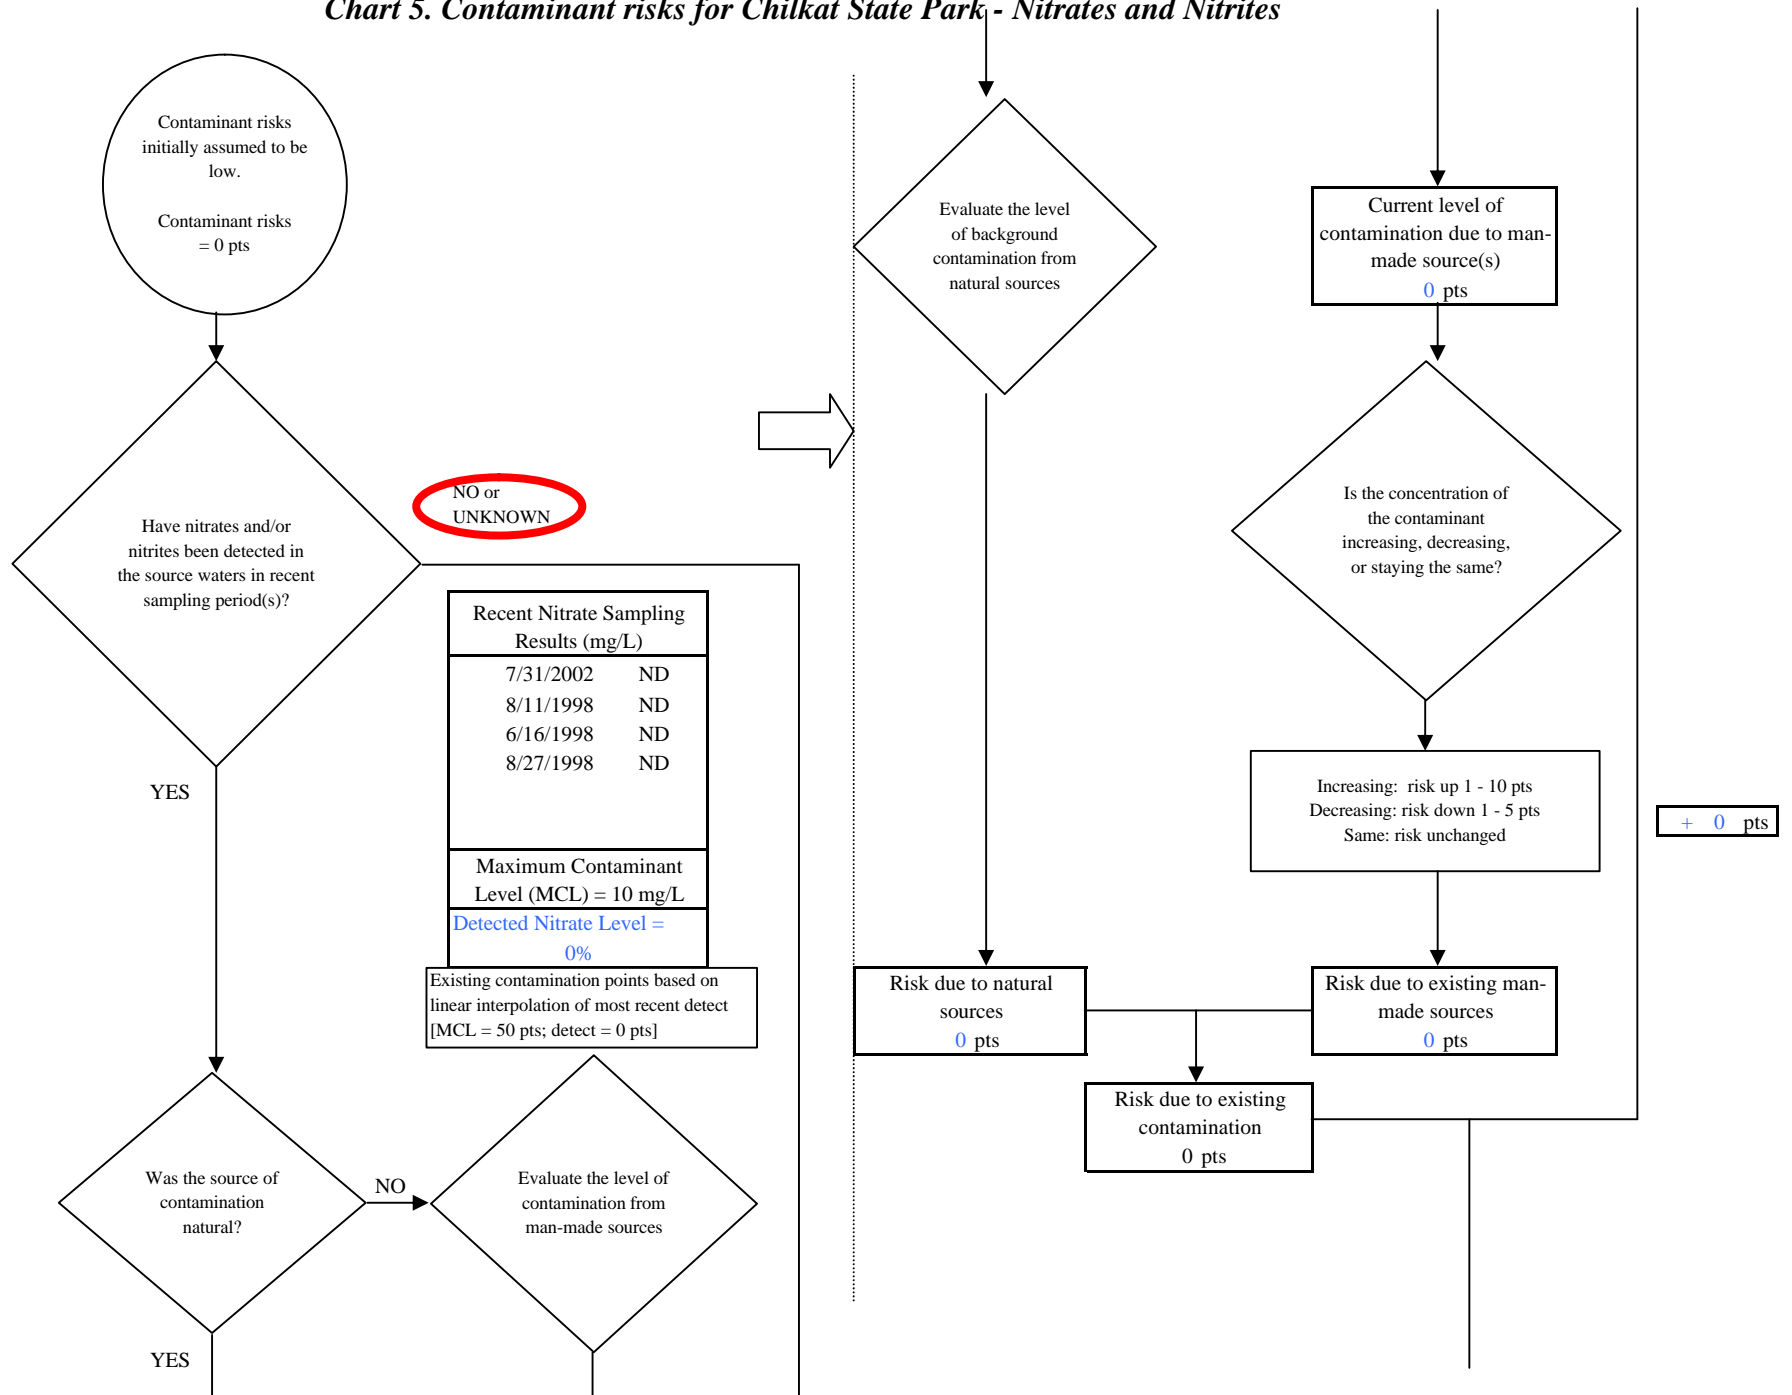 Chart 5. Contaminant risks for Chilkat State Park - Nitrates and Nitrites
Contaminant risks
initially assumed to be
low.
Contaminant risks
= 0 pts
Have nitrates and/or
nitrites been detected in
the source waters in recent
sampling period(s)?
NO or
UNKNOWN
YES
Recent Nitrate Sampling
Results (mg/L)
7/31/2002 ND
8/11/1998 ND
6/16/1998 ND
8/27/1998 ND
Maximum Contaminant
Level (MCL) = 10 mg/L
Detected Nitrate Level =
0%
Existing contamination points based on
linear interpolation of most recent detect
[MCL = 50 pts; detect = 0 pts]
Was the source of
contamination
natural?
NO
YES
Evaluate the level of
contamination from
man-made sources
Evaluate the level
of background
contamination from
natural sources
Current level of
contamination due to man-
made source(s)
0 pts
Is the concentration of
the contaminant
increasing, decreasing,
or staying the same?
Increasing: risk up 1 - 10 pts
Decreasing: risk down 1 - 5 pts
Same: risk unchanged
+ 0 pts
Risk due to natural
sources
0 pts
Risk due to existing man-
made sources
0 pts
Risk due to existing
contamination
0 pts